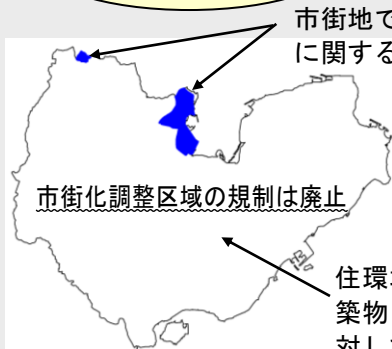 市街地で
に関する
市街化調整区域の規制は廃止
住環
築物
対し